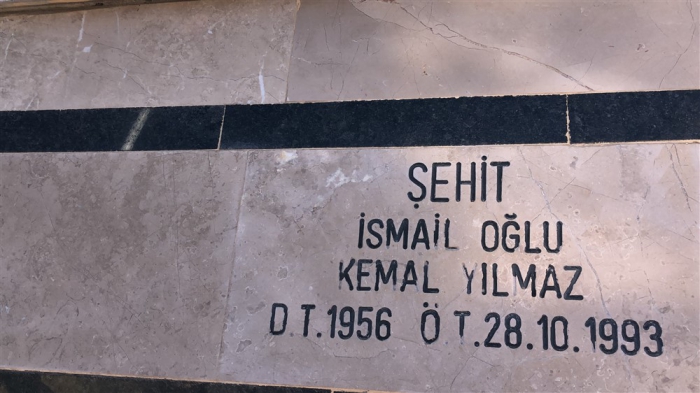 ŞEHİT
İSMAİL OĞLU
KEMAL YILMAZ
D.T.1956 Ö T.28.10.1993